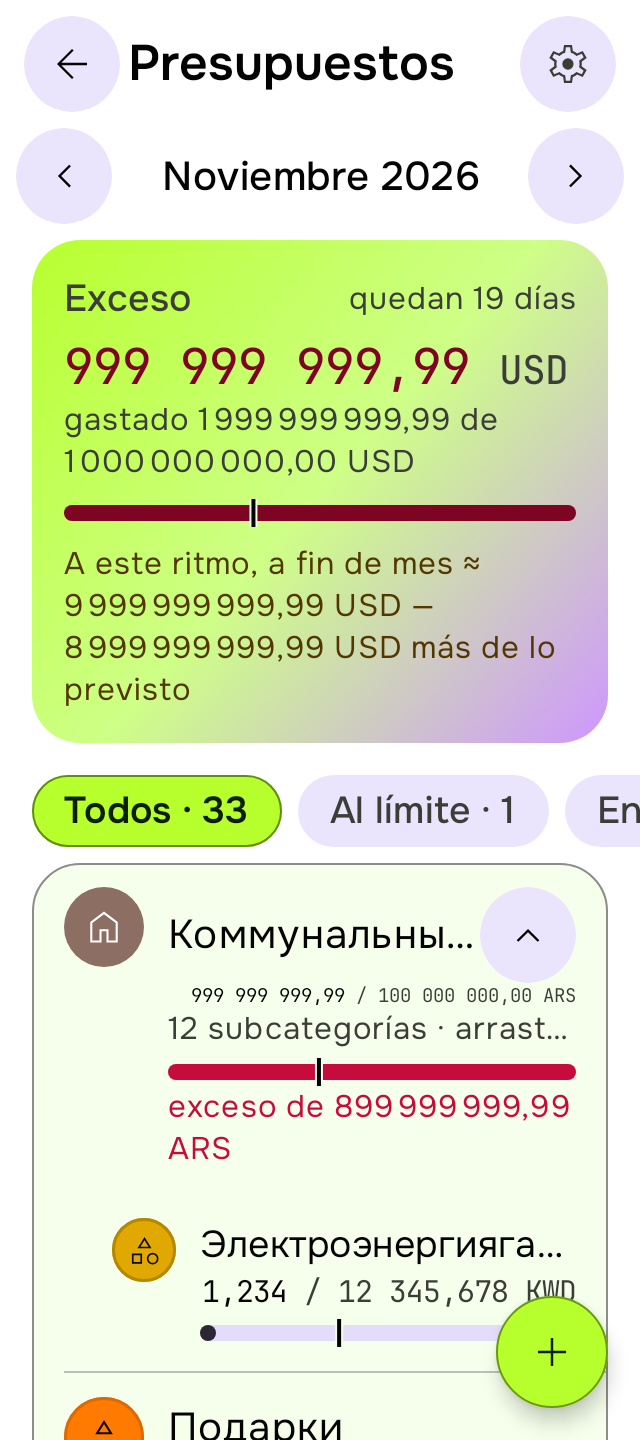 Presupuestos
Noviembre 2026
Exceso
quedan 19 días
999 999 999,99 USD
gastado 1 999 999 999,99 de
1 000 000 000,00 USD
A este ritmo, a fin de mes ≈
9 999 999 999,99 USD —
8 999 999 999,99 USD más de lo
previsto
Todos · 33
Al límite · 1
En
Коммунальны...
999 999 999,99 / 100 000 000,00 ARS
12 subcategorías · arrast...
exceso de 899 999 999,99
ARS
Электроэнергияга...
1,234 / 12 345,678 KWD
Подарки